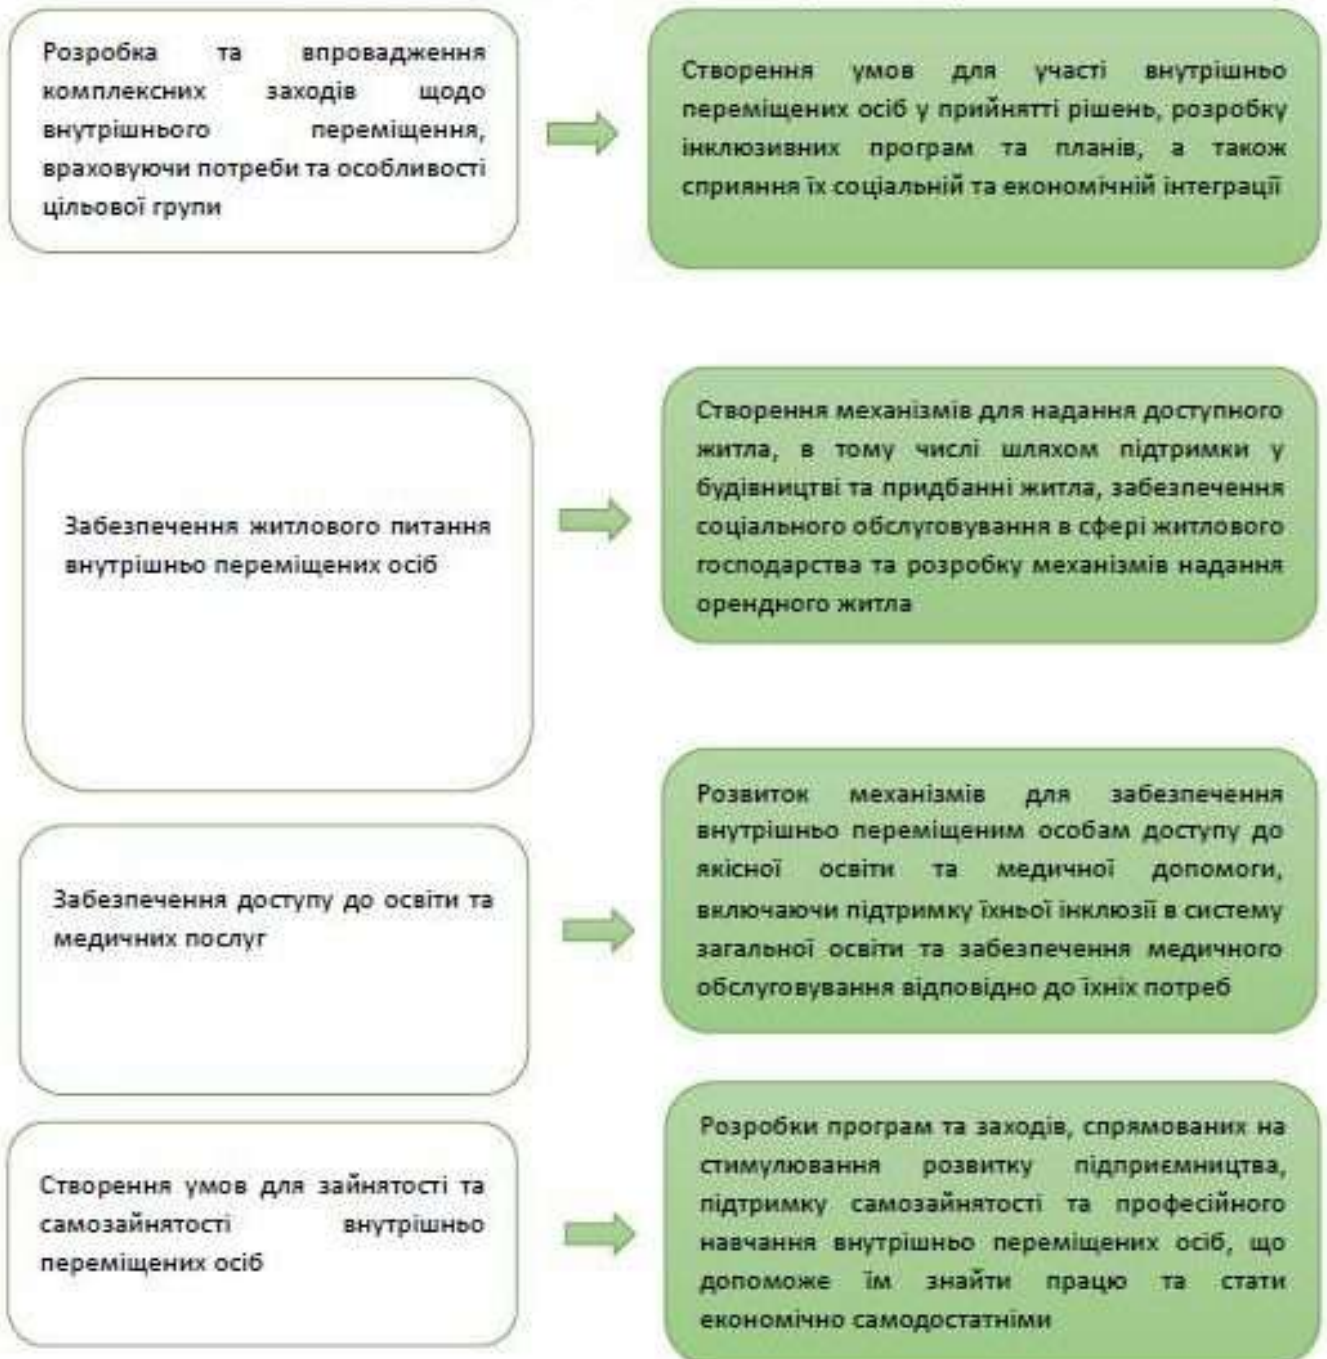 Розробка та впровадження
комплексних заходів щодо
внутрішнього переміщення,
враховуючи потреби та особливості
цільової групи
Створення умов для участі внутрішньо
переміщених осіб у прийнятті рішень, розробку
інклюзивних програм та планів, а також
сприяння їх соціальній та економічній інтеграції
Забезпечення житлового питання
внутрішньо переміщених осіб
Створення механізмів для надання доступного
житла, в тому числі шляхом підтримки у
будівництві та придбанні житла, забезпечення
соціального обслуговування в сфері житлового
господарства та розробку механізмів надання
орендного житла
Забезпечення доступу до освіти та
медичних послуг
Розвиток механізмів для забезпечення
внутрішньо переміщеним особам доступу до
якісної освіти та медичної допомоги,
включаючи підтримку їхньої інклюзії в систему
загальної освіти та забезпечення медичного
обслуговування відповідно до їхніх потреб
Створення умов для зайнятості та
самозайнятості внутрішньо
переміщених осіб
Розробки програм та заходів, спрямованих на
стимулювання розвитку підприємництва,
підтримку самозайнятості та професійного
навчання внутрішньо переміщених осіб, що
допоможе їм знайти працю та стати
економічно самодостатніми